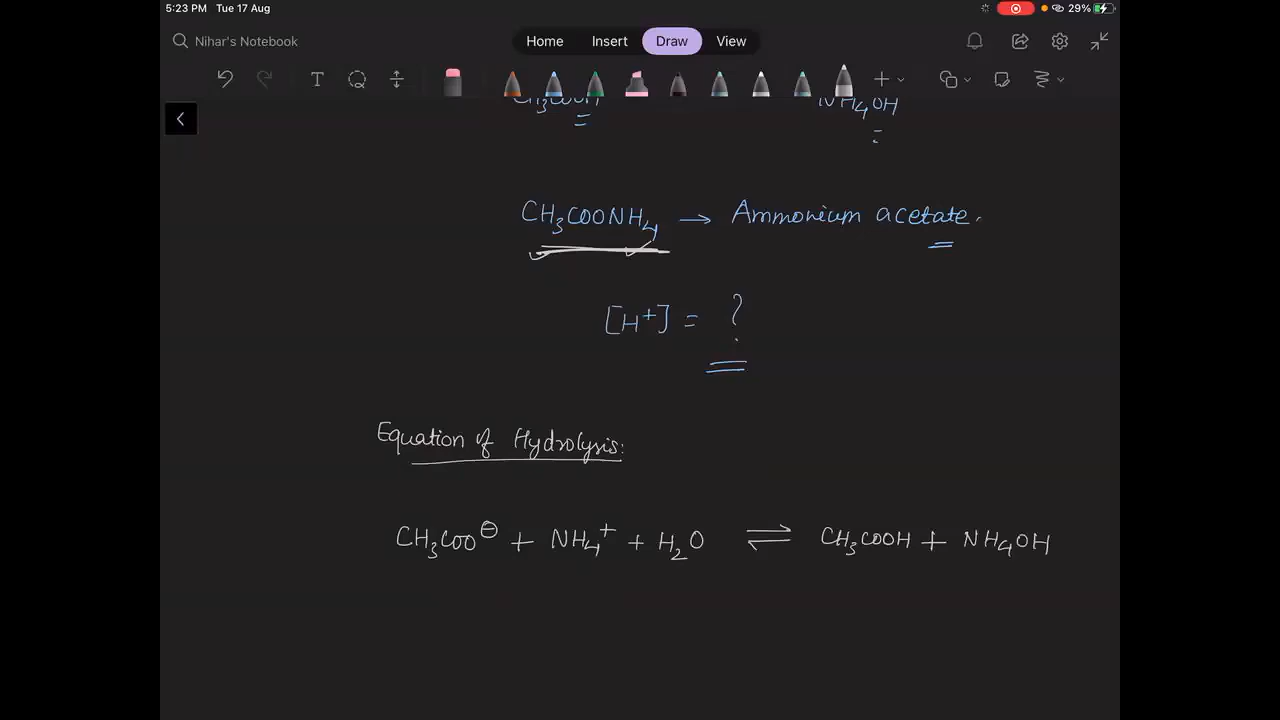 5:23 PM Tue 17 Aug 29%
Nihar's Notebook Home Insert Draw View
CH₃COOH NH₄OH
CH₃COONH₄ → Ammonium acetate.
[H⁺] = ?
Equation of Hydrolysis:
CH₃COO⊖ + NH₄⁺ + H₂O ⇌ CH₃COOH + NH₄OH